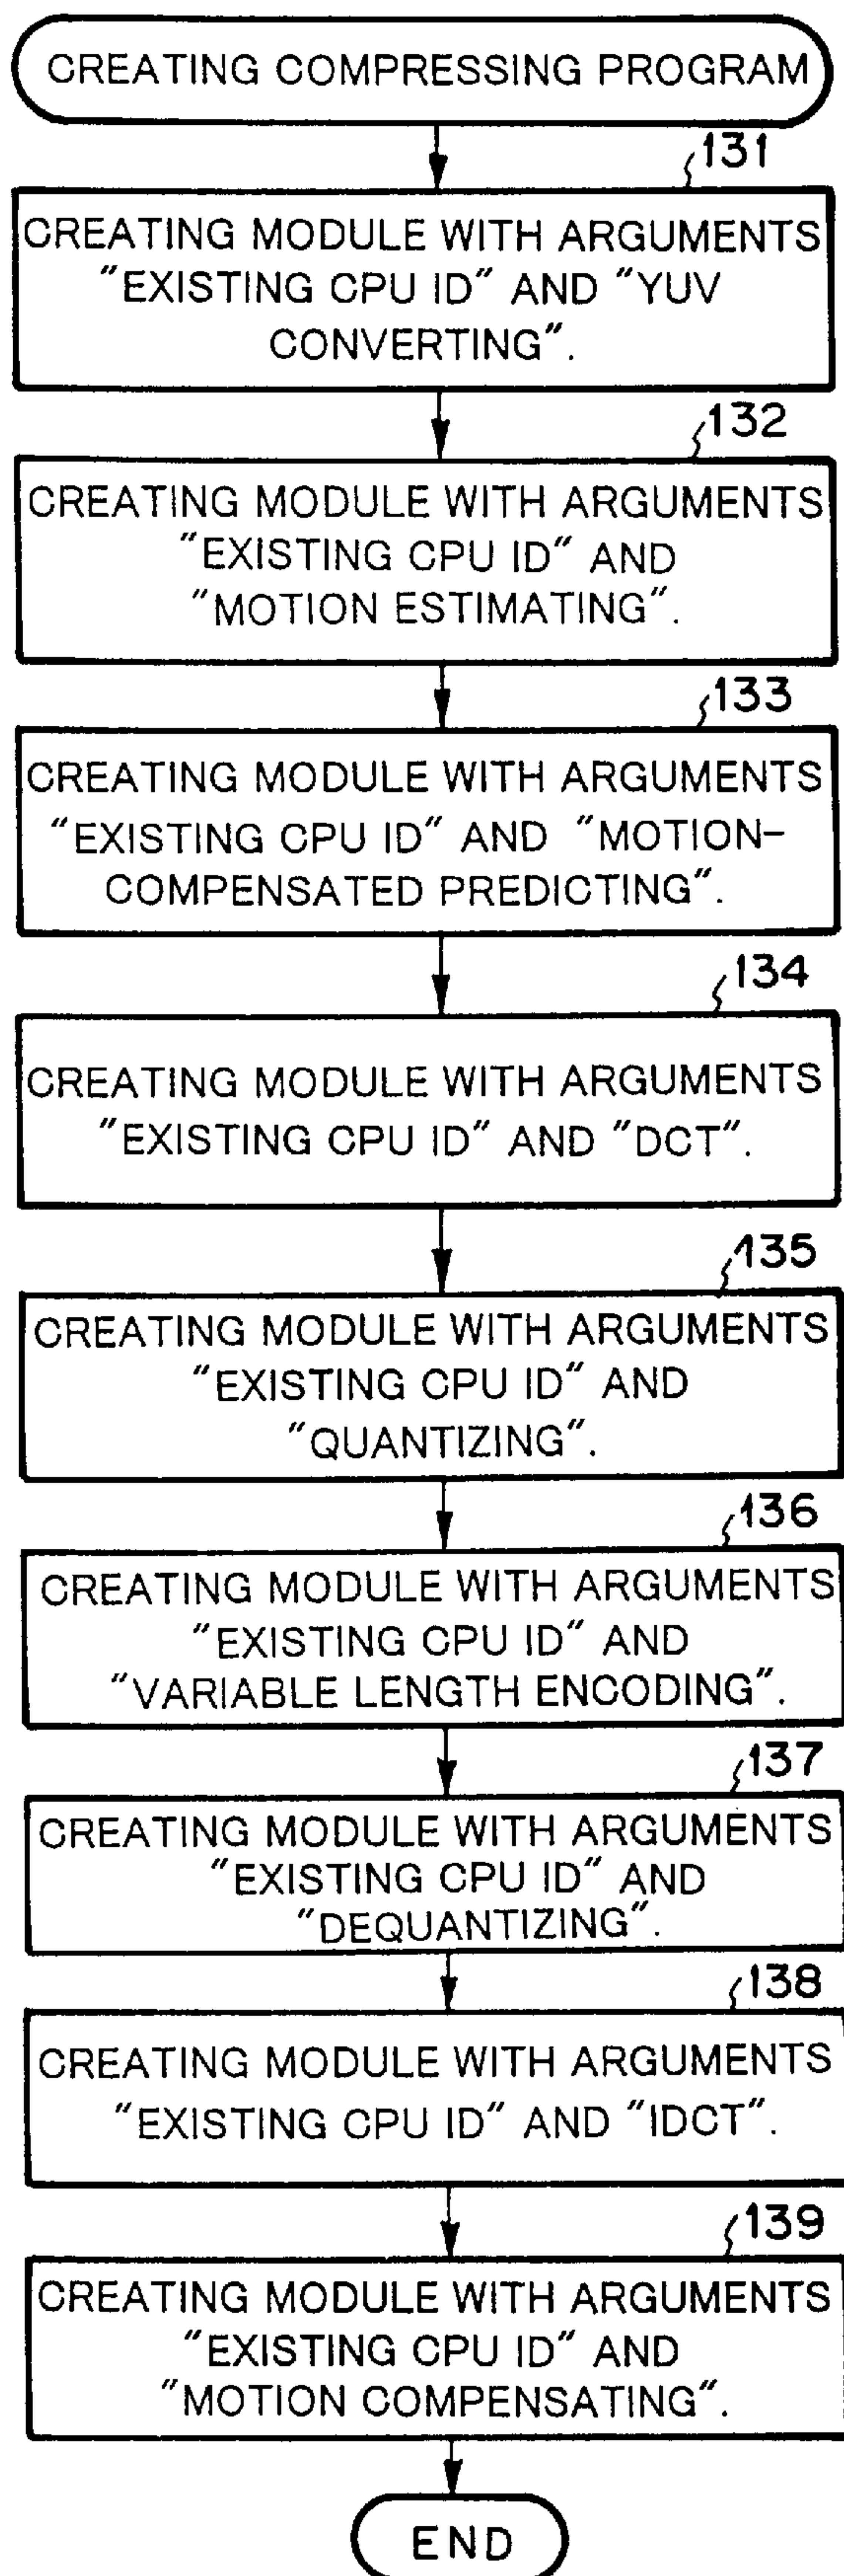 CREATING COMPRESSING PROGRAM
131
CREATING MODULE WITH ARGUMENTS
"EXISTING CPU ID" AND "YUV
CONVERTING".
132
CREATING MODULE WITH ARGUMENTS
"EXISTING CPU ID" AND
"MOTION ESTIMATING".
133
CREATING MODULE WITH ARGUMENTS
"EXISTING CPU ID" AND "MOTION-
COMPENSATED PREDICTING".
134
CREATING MODULE WITH ARGUMENTS
"EXISTING CPU ID" AND "DCT".
135
CREATING MODULE WITH ARGUMENTS
"EXISTING CPU ID" AND
"QUANTIZING".
136
CREATING MODULE WITH ARGUMENTS
"EXISTING CPU ID" AND
"VARIABLE LENGTH ENCODING".
137
CREATING MODULE WITH ARGUMENTS
"EXISTING CPU ID" AND
"DEQUANTIZING".
138
CREATING MODULE WITH ARGUMENTS
"EXISTING CPU ID" AND "IDCT".
139
CREATING MODULE WITH ARGUMENTS
"EXISTING CPU ID" AND
"MOTION COMPENSATING".
END